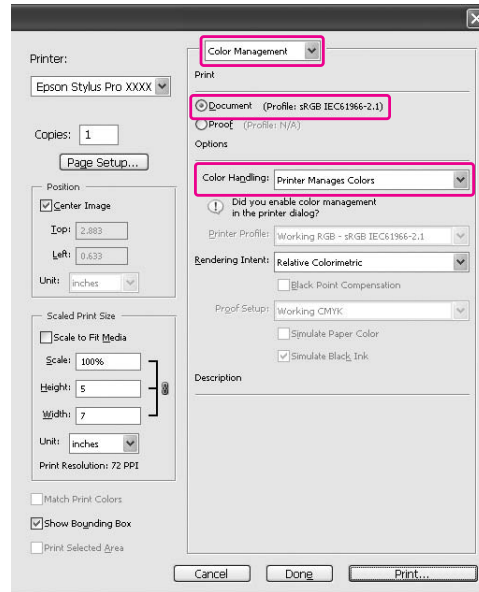 Printer:
Epson Stylus Pro XXXX
Copies: 1
Page Setup...
Position
Center Image
Top: 2.883
Left: 0.633
Unit: inches
Scaled Print Size
Scale to Fit Media
Scale: 100%
Height: 5
Width: 7
Unit: inches
Print Resolution: 72 PPI
Match Print Colors
Show Bounding Box
Print Selected Area
Color Management
Print
Document (Profile: sRGB IEC61966-2.1)
Proof (Profile: N/A)
Options
Color Handling: Printer Manages Colors
Did you enable color management
in the printer dialog?
Printer Profile: Working RGB - sRGB IEC61966-2.1
Rendering Intent: Relative Colorimetric
Black Point Compensation
Proof Setup: Working CMYK
Simulate Paper Color
Simulate Black Ink
Description
Cancel
Done
Print...